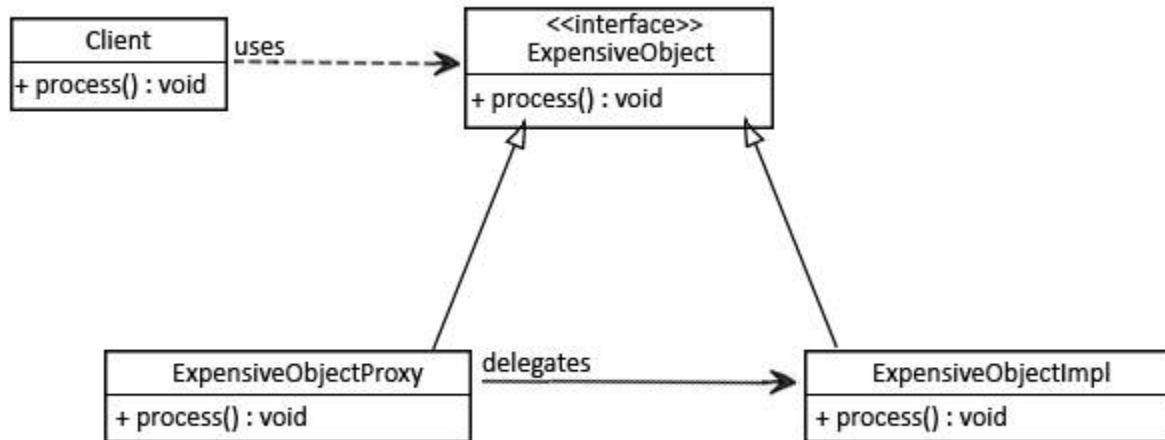 Client
+ process() : void
uses
<<interface>>
ExpensiveObject
+ process() : void
ExpensiveObjectProxy
+ process() : void
delegates
ExpensiveObjectImpl
+ process() : void